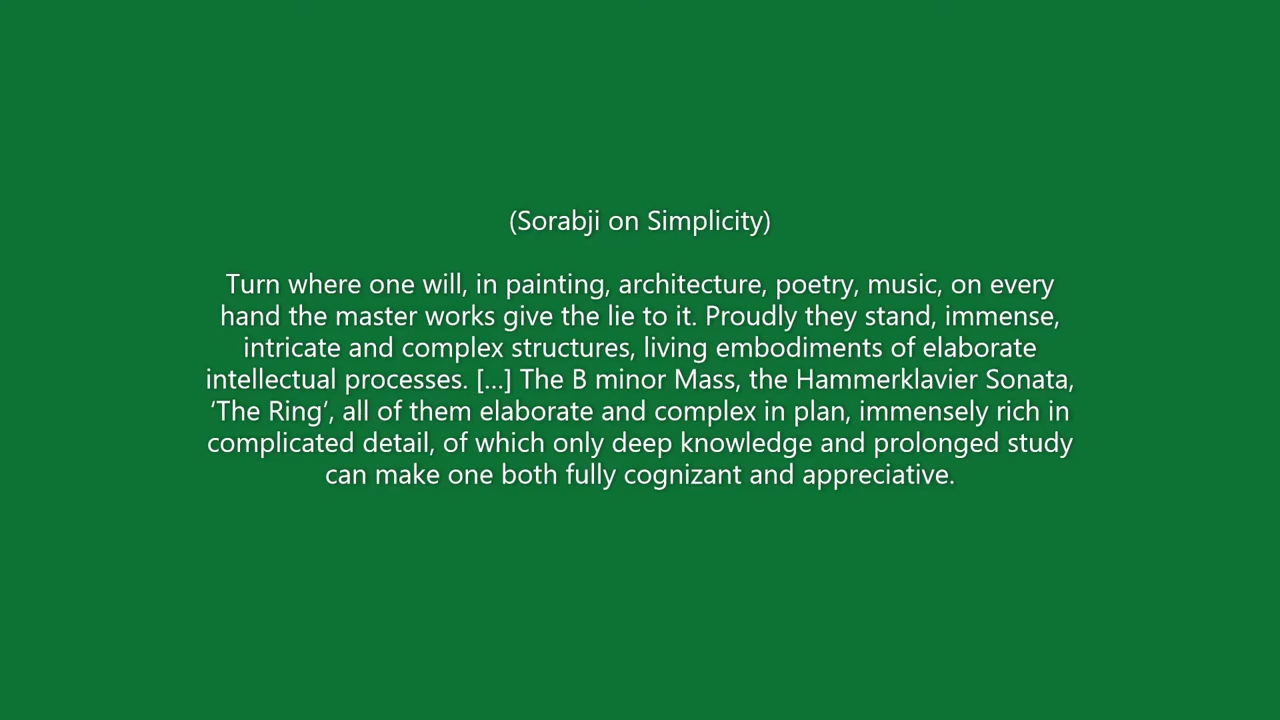 (Sorabji on Simplicity)
Turn where one will, in painting, architecture, poetry, music, on every
hand the master works give the lie to it. Proudly they stand, immense,
intricate and complex structures, living embodiments of elaborate
intellectual processes. [...] The B minor Mass, the Hammerklavier Sonata,
‘The Ring’, all of them elaborate and complex in plan, immensely rich in
complicated detail, of which only deep knowledge and prolonged study
can make one both fully cognizant and appreciative.